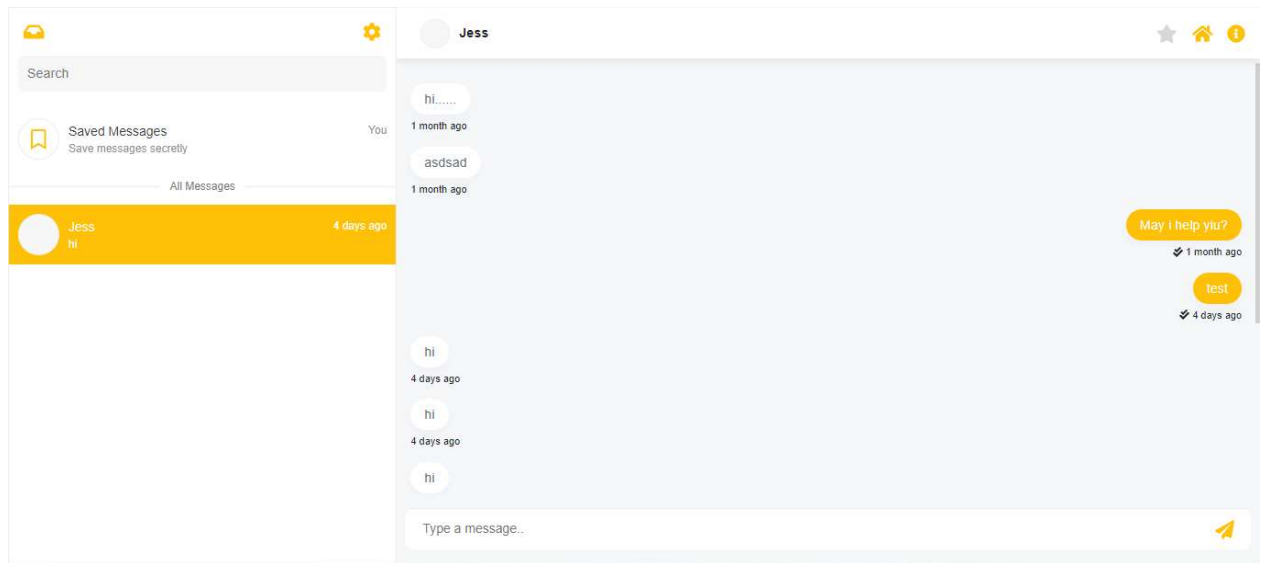 Search
Saved Messages
You
Save messages secretly
All Messages
Jess
4 days ago
hi
Jess
hi......
1 month ago
asdsad
1 month ago
May i help yiu?
1 month ago
test
4 days ago
hi
4 days ago
hi
4 days ago
hi
Type a message..